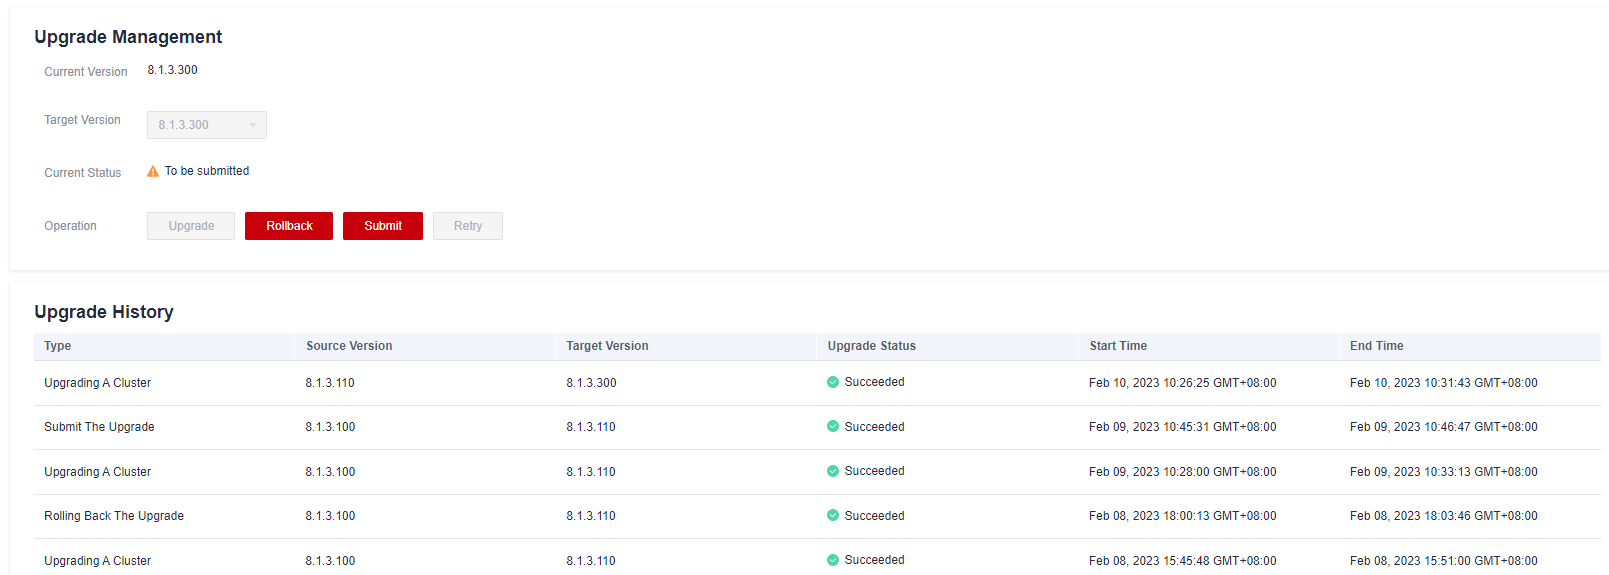 Upgrade Management
Current Version 8.1.3.300
Target Version 8.1.3.300
Current Status To be submitted
Operation Upgrade Rollback Submit Retry
Upgrade History
Type Source Version Target Version Upgrade Status Start Time End Time
Upgrading A Cluster 8.1.3.110 8.1.3.300 Succeeded Feb 10, 2023 10:26:25 GMT+08:00 Feb 10, 2023 10:31:43 GMT+08:00
Submit The Upgrade 8.1.3.100 8.1.3.110 Succeeded Feb 09, 2023 10:45:31 GMT+08:00 Feb 09, 2023 10:46:47 GMT+08:00
Upgrading A Cluster 8.1.3.100 8.1.3.110 Succeeded Feb 09, 2023 10:28:00 GMT+08:00 Feb 09, 2023 10:33:13 GMT+08:00
Rolling Back The Upgrade 8.1.3.100 8.1.3.110 Succeeded Feb 08, 2023 18:00:13 GMT+08:00 Feb 08, 2023 18:03:46 GMT+08:00
Upgrading A Cluster 8.1.3.100 8.1.3.110 Succeeded Feb 08, 2023 15:45:48 GMT+08:00 Feb 08, 2023 15:51:00 GMT+08:00